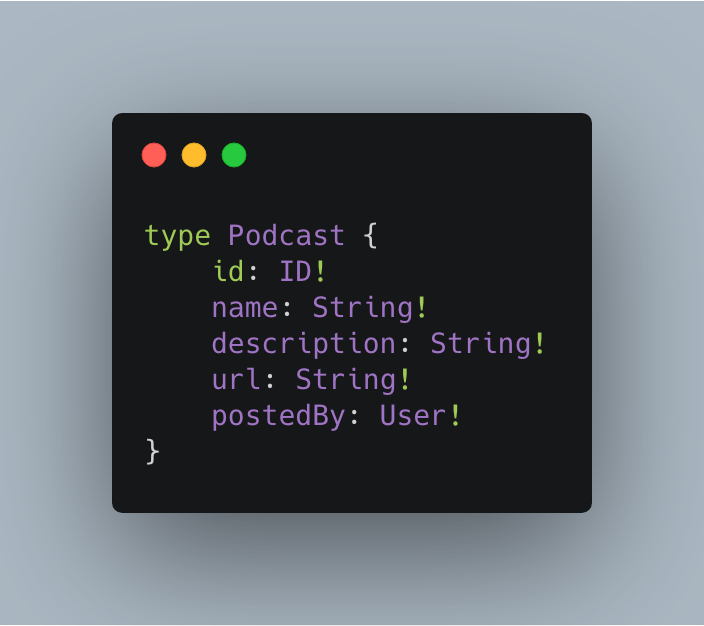 type Podcast {
    id: ID!
    name: String!
    description: String!
    url: String!
    postedBy: User!
}